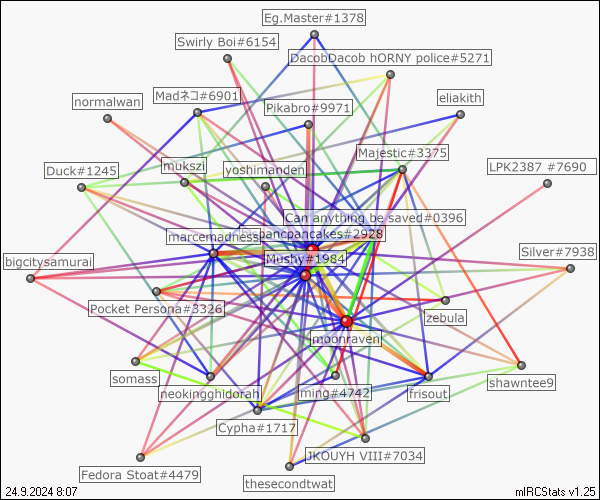 Eg.Master#1378
Swirly Boi#6154
DacobDacob hORNY police#5271
Madネコ#6901
eliakith
normalwan
Pikabro#9971
Majestic#3375
Duck#1245
mukszi
yoshimanden
LPK2387 #7690
Can anything be saved#0396
pancakes#2928
marcemadness
Mushy#1984
bigcitysamurai
Silver#7938
Pocket Persona#3326
zebula
moonraven
somass
neokingghidorah
ming#4742
frisout
shawntee9
Cypha#1717
JKOUYH VIII#7034
Fedora Stoat#4479
thesecondtwat
24.9.2024 8:07
mIRCStats v1.25